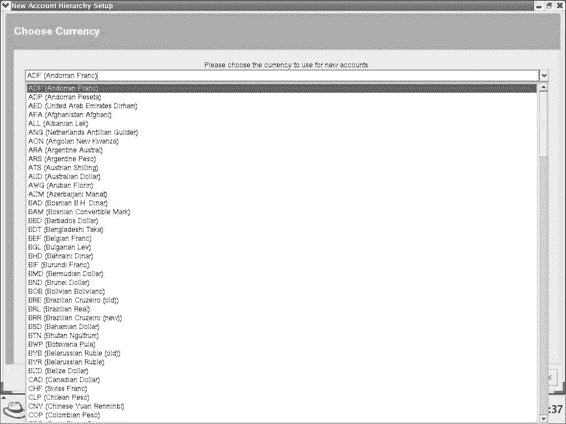 New Account Hierarchy Setup
Choose Currency
Please choose the currency to use for new accounts
ADF (Andorran Franc)
ADF (Andorran Franc)
ADP (Andorran Peseta)
AED (United Arab Emirates Dirham)
AFA (Afghanistan Afghani)
ALL (Albanian Lek)
ANG (Netherlands Antillian Guilder)
AON (Angolan New Kwanza)
ARA (Argentine Austral)
ARS (Argentine Peso)
ATS (Austrian Shilling)
AUD (Australian Dollar)
AWG (Aruban Florin)
AZM (Azerbaijani Manat)
BAD (Bosnian B.H. Dinar)
BAM (Bosnian Convertible Mark)
BBD (Barbados Dollar)
BDT (Bangladeshi Taka)
BEF (Belgian Franc)
BGL (Bulgarian Lev)
BHD (Bahraini Dinar)
BIF (Burundi Franc)
BMD (Bermudian Dollar)
BND (Brunei Dollar)
BOB (Bolivian Boliviano)
BRE (Brazilian Cruzeiro (old))
BRL (Brazilian Real)
BRR (Brazilian Cruzeiro (new))
BSD (Bahamian Dollar)
BTN (Bhutan Ngultrum)
BWP (Botswana Pula)
BYB (Belarussian Ruble (old))
BYR (Belarussian Ruble)
BZD (Belize Dollar)
CAD (Canadian Dollar)
CHF (Swiss Franc)
CLP (Chilean Peso)
CNY (Chinese Yuan Renminbi)
COP (Colombian Peso)
:37